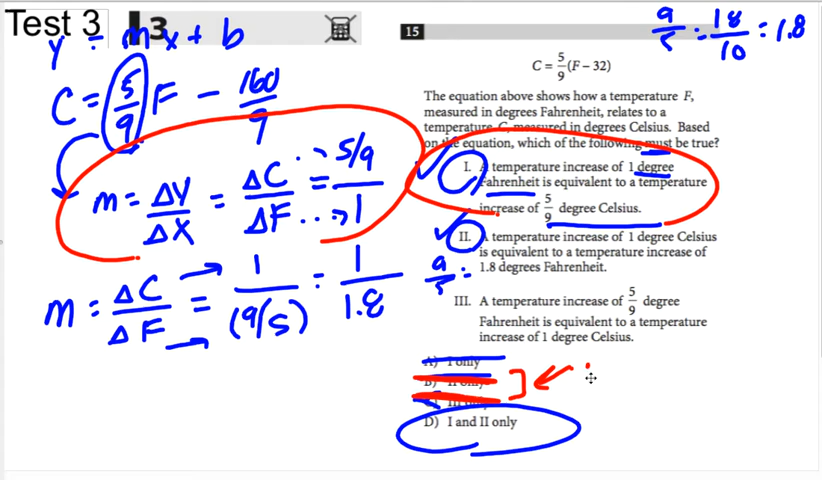 Test 3
3
y = mx + b
C = 5/9 F - 160/9
m = ΔY/ΔX = ΔC/ΔF = 5/9/1
m = ΔC/ΔF = 1/(9/5) = 1/1.8
9/5 = 18/10 = 1.8
15
C = 5/9 (F – 32)
The equation above shows how a temperature F,
measured in degrees Fahrenheit, relates to a
temperature C, measured in degrees Celsius. Based
on the equation, which of the following must be true?
I. A temperature increase of 1 degree
Fahrenheit is equivalent to a temperature
increase of 5/9 degree Celsius.
II. A temperature increase of 1 degree Celsius
is equivalent to a temperature increase of
1.8 degrees Fahrenheit.
9/5 =
III. A temperature increase of 5/9 degree
Fahrenheit is equivalent to a temperature
increase of 1 degree Celsius.
A) I only
B) II only
C) III only
D) I and II only